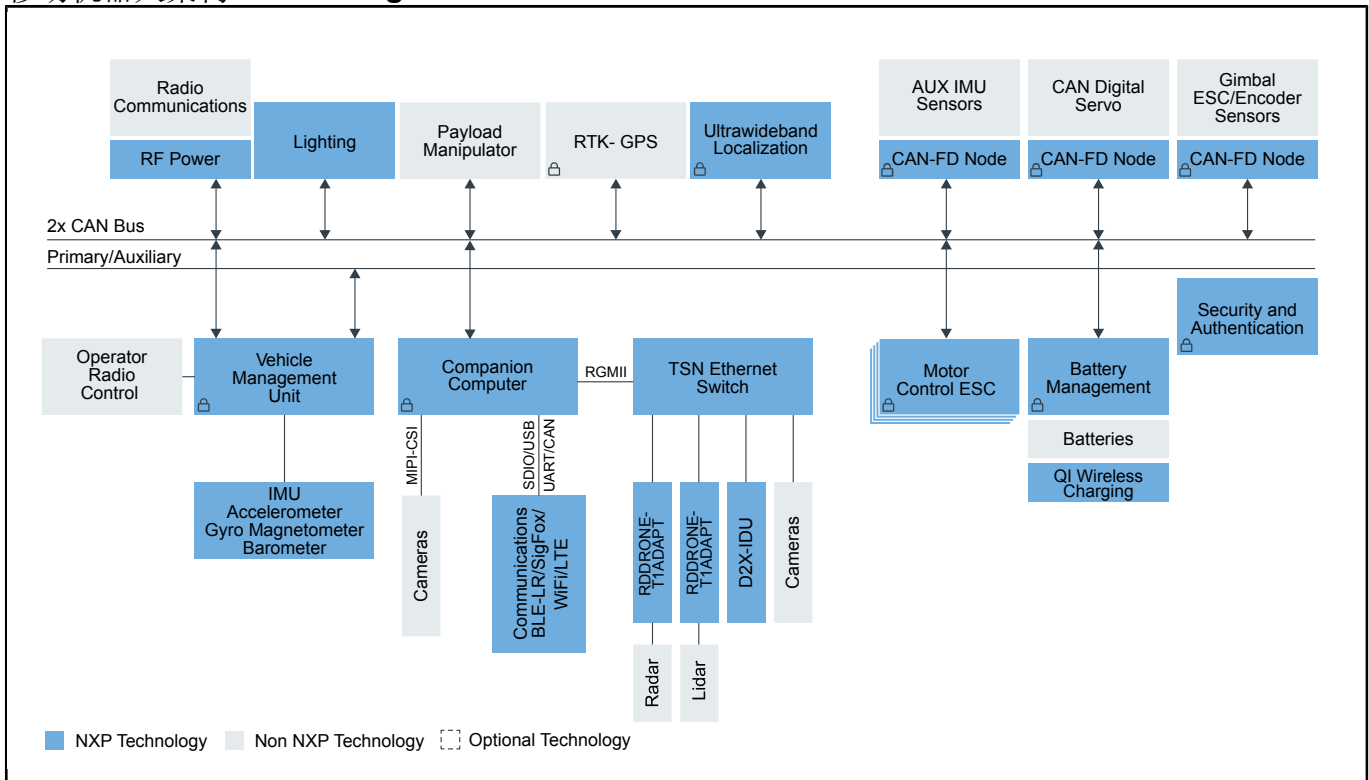 Radio
Communications
RF Power
Lighting
Payload
Manipulator
RTK- GPS
Ultrawideband
Localization
AUX IMU
Sensors
CAN-FD Node
CAN Digital
Servo
CAN-FD Node
Gimbal
ESC/Encoder
Sensors
CAN-FD Node
2x CAN Bus
Primary/Auxiliary
Security and
Authentication
Operator
Radio
Control
Vehicle
Management
Unit
Companion
Computer
RGMII
TSN Ethernet
Switch
Motor
Control ESC
Battery
Management
Batteries
QI Wireless
Charging
MIPI-CSI
SDIO/USB
UART/CAN
IMU
Accelerometer
Gyro Magnetometer
Barometer
Cameras
Communications
BLE-LR/SigFox/
WiFi/LTE
RDDRONE-
T1ADAPT
RDDRONE-
T1ADAPT
D2X-IDU
Cameras
Radar
Lidar
NXP Technology
Non NXP Technology
Optional Technology